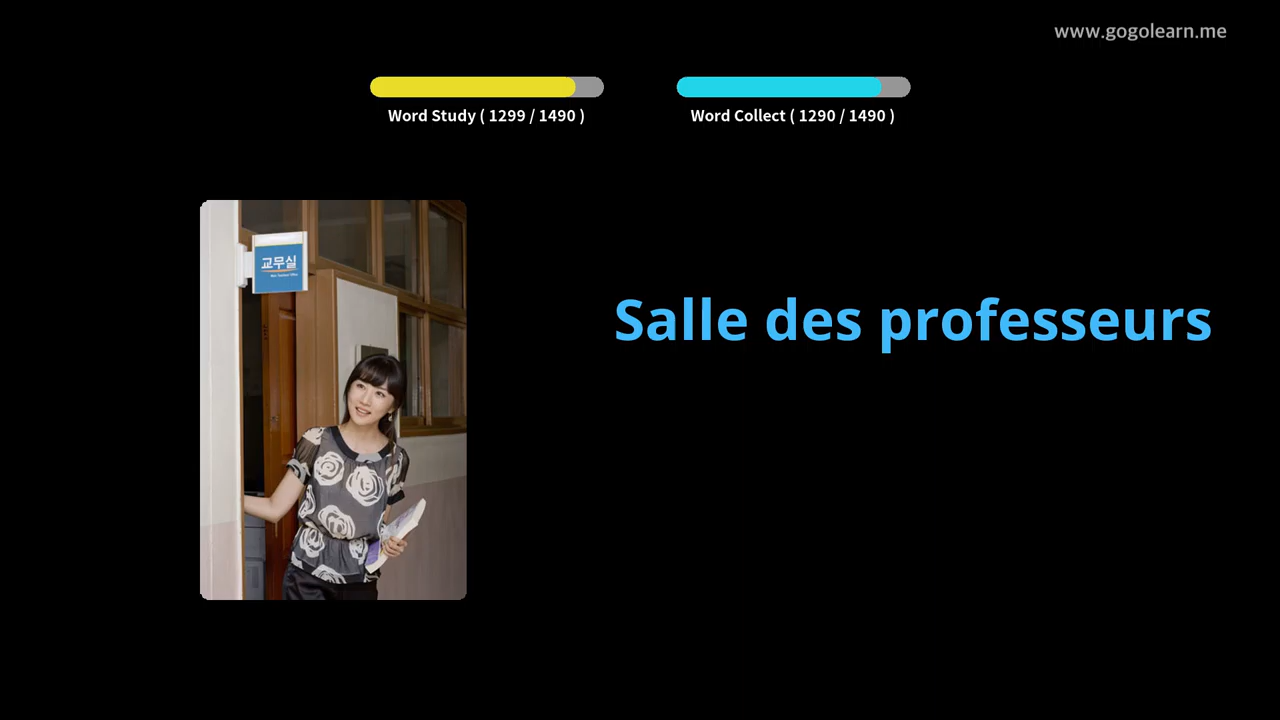 www.gogolearn.me
Word Study ( 1299 / 1490 )
Word Collect ( 1290 / 1490 )
교무실
Salle des professeurs